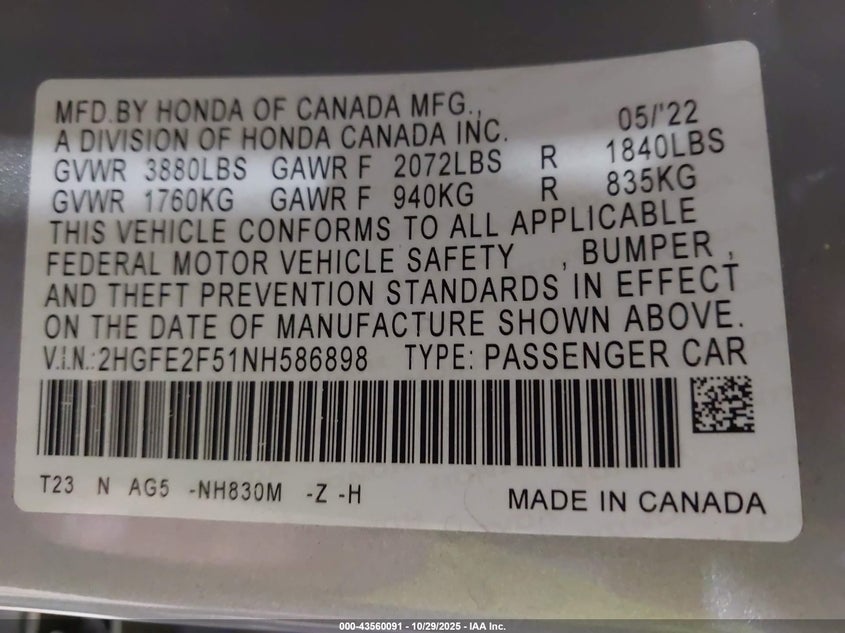 MFD.BY HONDA OF CANADA MFG., 05/'22
A DIVISION OF HONDA CANADA INC.
GVWR 3880LBS GAWR F 2072LBS R 1840LBS
GVWR 1760KG GAWR F 940KG R 835KG
THIS VEHICLE CONFORMS TO ALL APPLICABLE
FEDERAL MOTOR VEHICLE SAFETY , BUMPER ,
AND THEFT PREVENTION STANDARDS IN EFFECT
ON THE DATE OF MANUFACTURE SHOWN ABOVE.
V.I.N.:2HGFE2F51NH586898 TYPE: PASSENGER CAR
T23 N AG5 -NH830M -Z -H
MADE IN CANADA
000-43560091 - 10/29/2025 - IAA Inc.